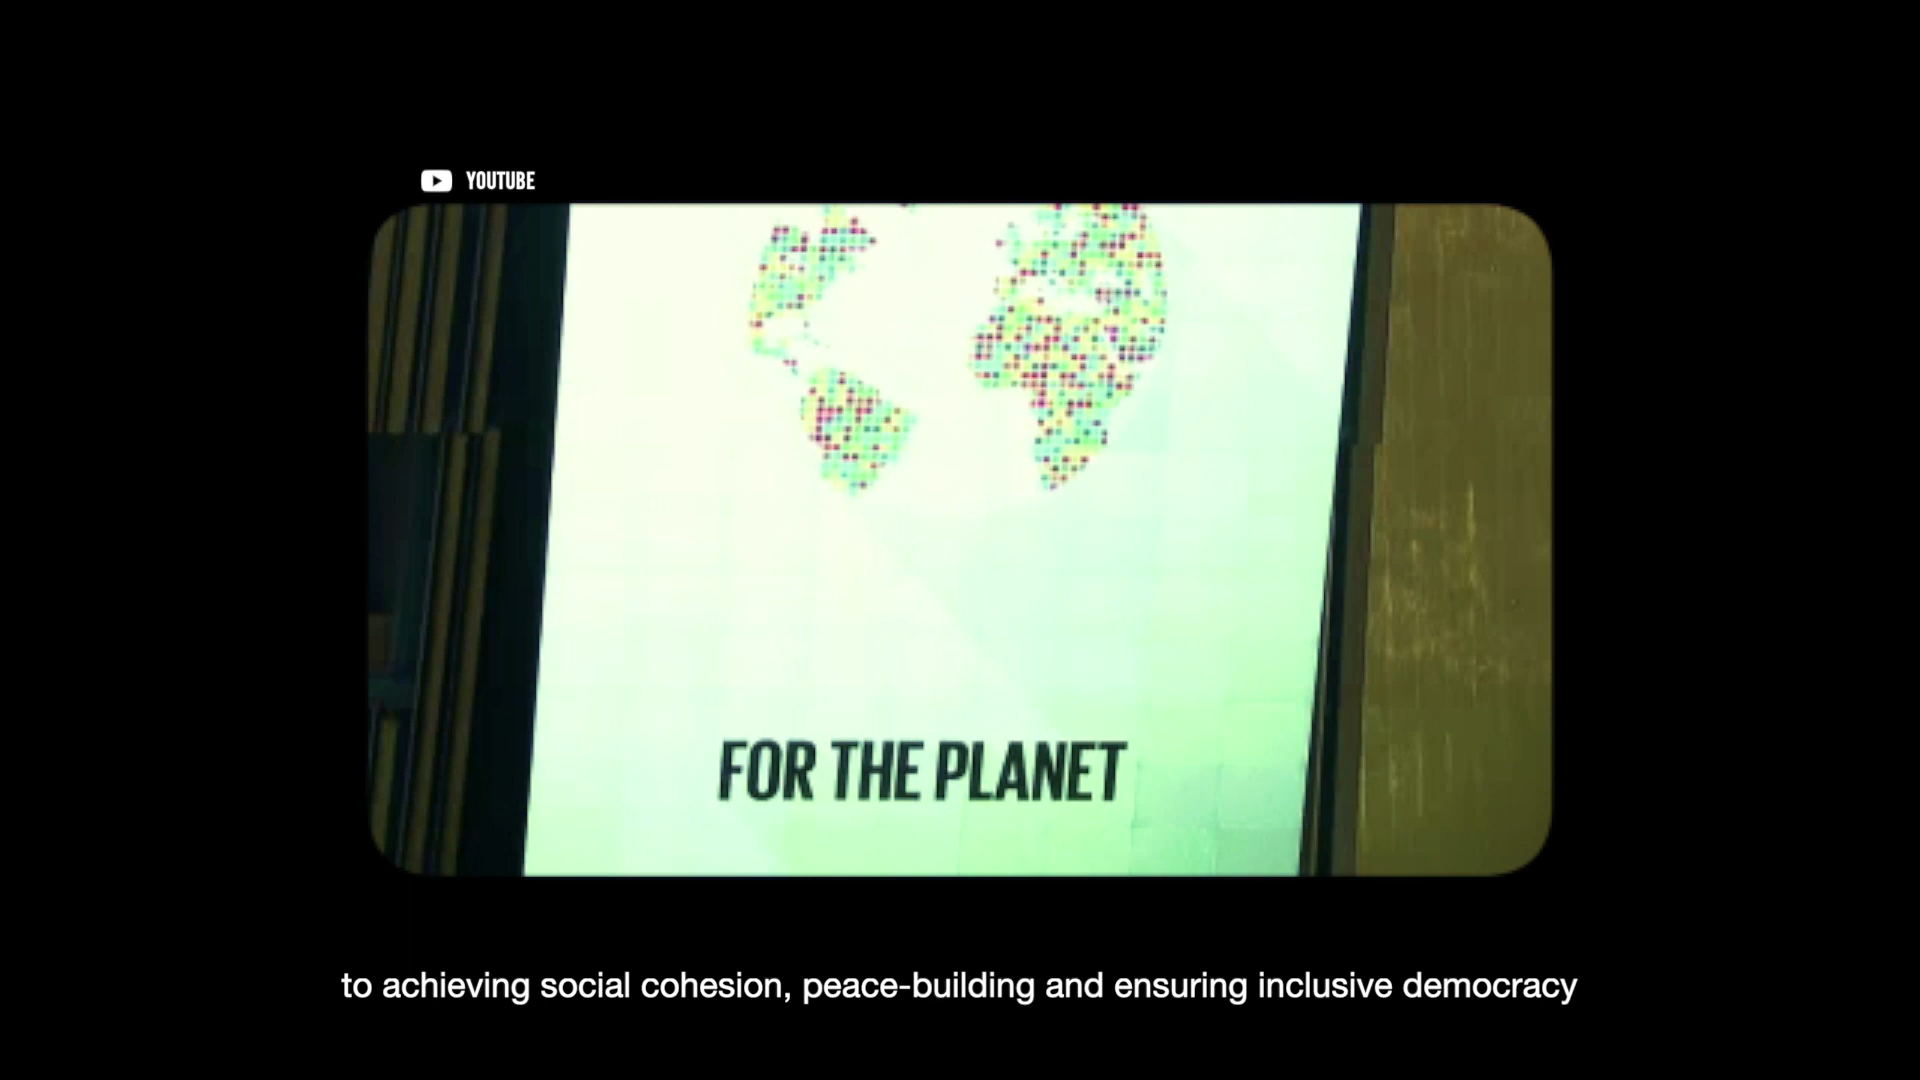 YOUTUBE
FOR THE PLANET
to achieving social cohesion, peace-building and ensuring inclusive democracy